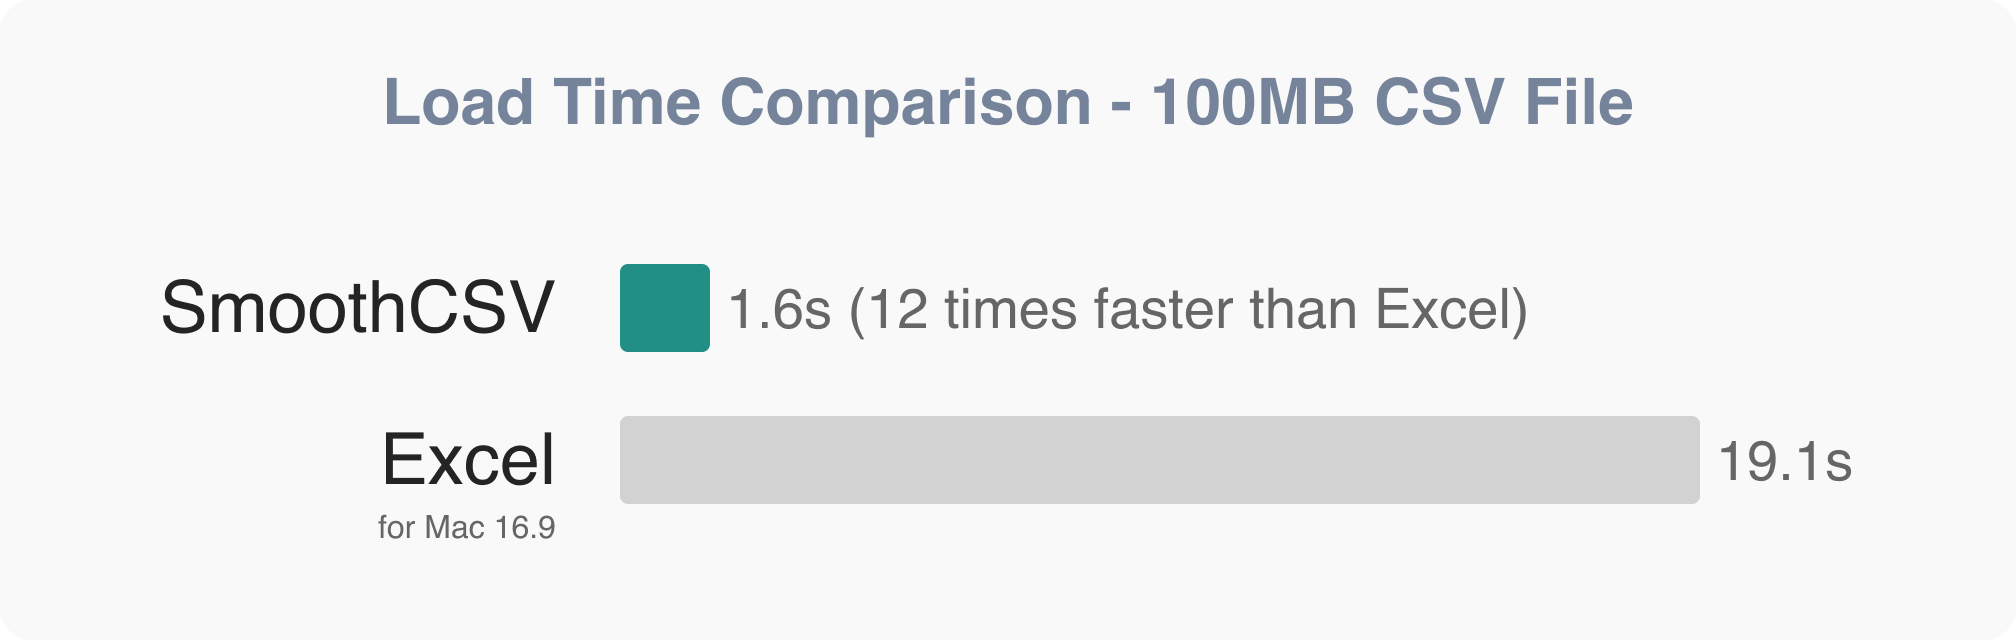 Load Time Comparison - 100MB CSV File
SmoothCSV
1.6s (12 times faster than Excel)
Excel
19.1s
for Mac 16.9